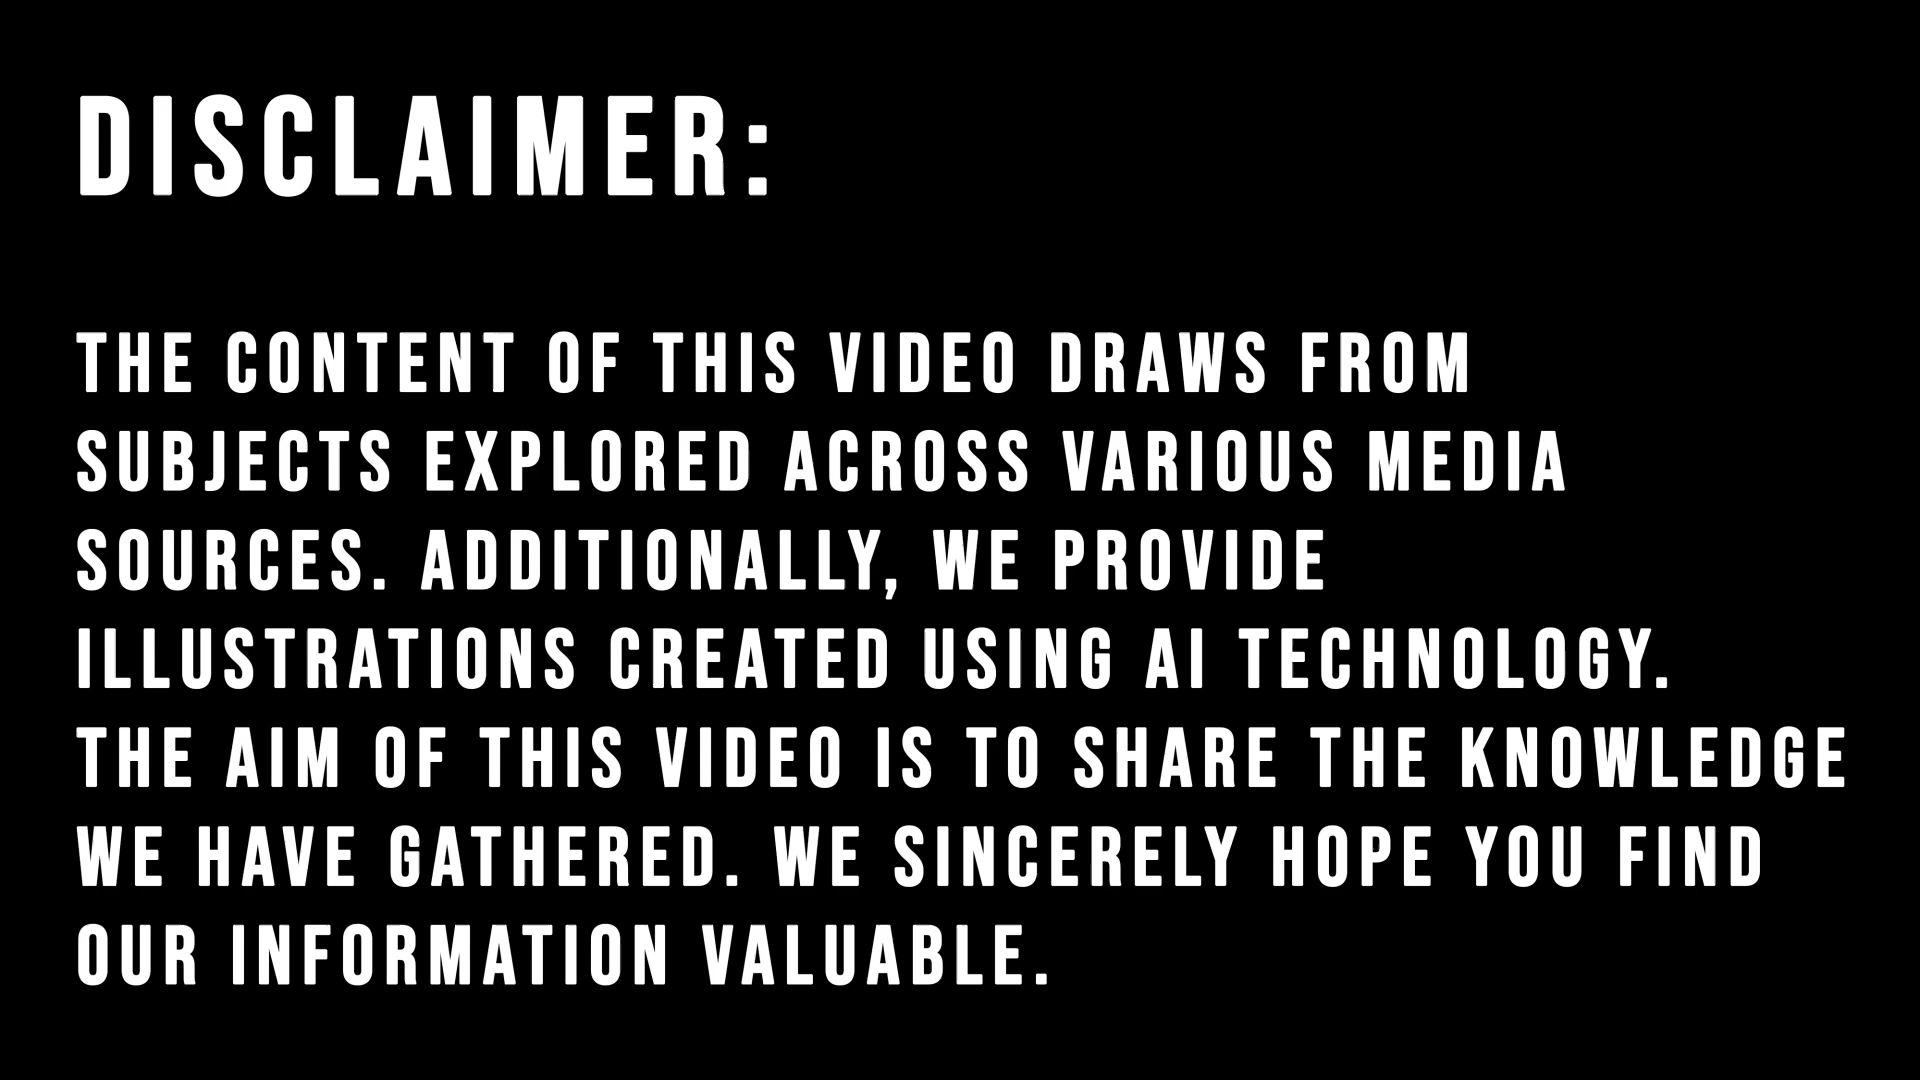 DISCLAIMER:
THE CONTENT OF THIS VIDEO DRAWS FROM
SUBJECTS EXPLORED ACROSS VARIOUS MEDIA
SOURCES. ADDITIONALLY, WE PROVIDE
ILLUSTRATIONS CREATED USING AI TECHNOLOGY.
THE AIM OF THIS VIDEO IS TO SHARE THE KNOWLEDGE
WE HAVE GATHERED. WE SINCERELY HOPE YOU FIND
OUR INFORMATION VALUABLE.